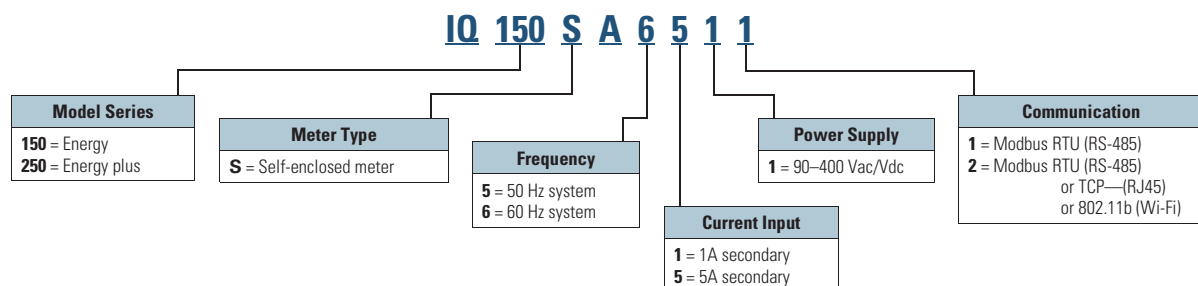 IQ 150 S A 6 5 1 1
Model Series
150 = Energy
250 = Energy plus
Meter Type
S = Self-enclosed meter
Frequency
5 = 50 Hz system
6 = 60 Hz system
Current Input
1 = 1A secondary
5 = 5A secondary
Power Supply
1 = 90–400 Vac/Vdc
Communication
1 = Modbus RTU (RS-485)
2 = Modbus RTU (RS-485)
or TCP—(RJ45)
or 802.11b (Wi-Fi)